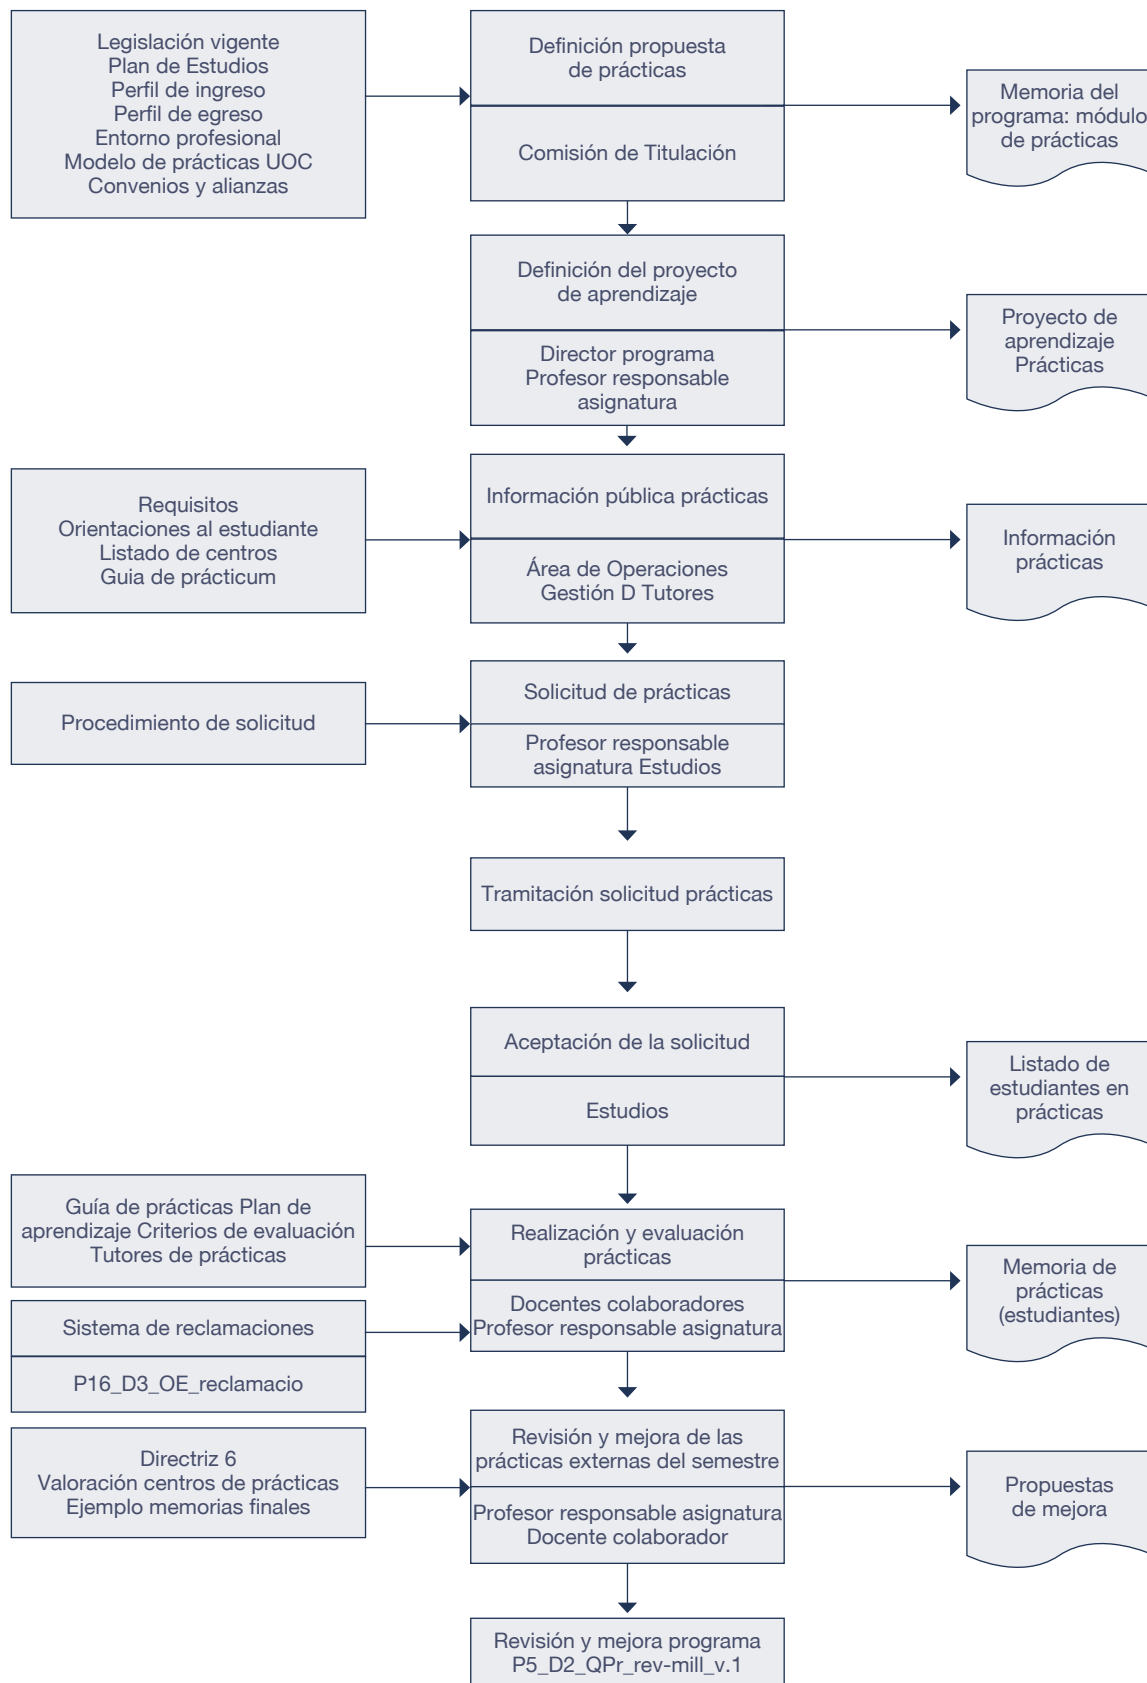 Legislación vigente
Plan de Estudios
Perfil de ingreso
Perfil de egreso
Entorno profesional
Modelo de prácticas UOC
Convenios y alianzas
Definición propuesta
de prácticas
Comisión de Titulación
Memoria del
programa: módulo
de prácticas
Definición del proyecto
de aprendizaje
Director programa
Profesor responsable
asignatura
Proyecto de
aprendizaje
Prácticas
Requisitos
Orientaciones al estudiante
Listado de centros
Guia de prácticum
Información pública prácticas
Área de Operaciones
Gestión D Tutores
Información
prácticas
Procedimiento de solicitud
Solicitud de prácticas
Profesor responsable
asignatura Estudios
Tramitación solicitud prácticas
Aceptación de la solicitud
Estudios
Listado de
estudiantes en
prácticas
Guía de prácticas Plan de
aprendizaje Criterios de evaluación
Tutores de prácticas
Sistema de reclamaciones
P16_D3_OE_reclamacio
Realización y evaluación
prácticas
Docentes colaboradores
Profesor responsable asignatura
Memoria de
prácticas
(estudiantes)
Directriz 6
Valoración centros de prácticas
Ejemplo memorias finales
Revisión y mejora de las
prácticas externas del semestre
Profesor responsable asignatura
Docente colaborador
Propuestas
de mejora
Revisión y mejora programa
P5_D2_QPr_rev-mill_v.1